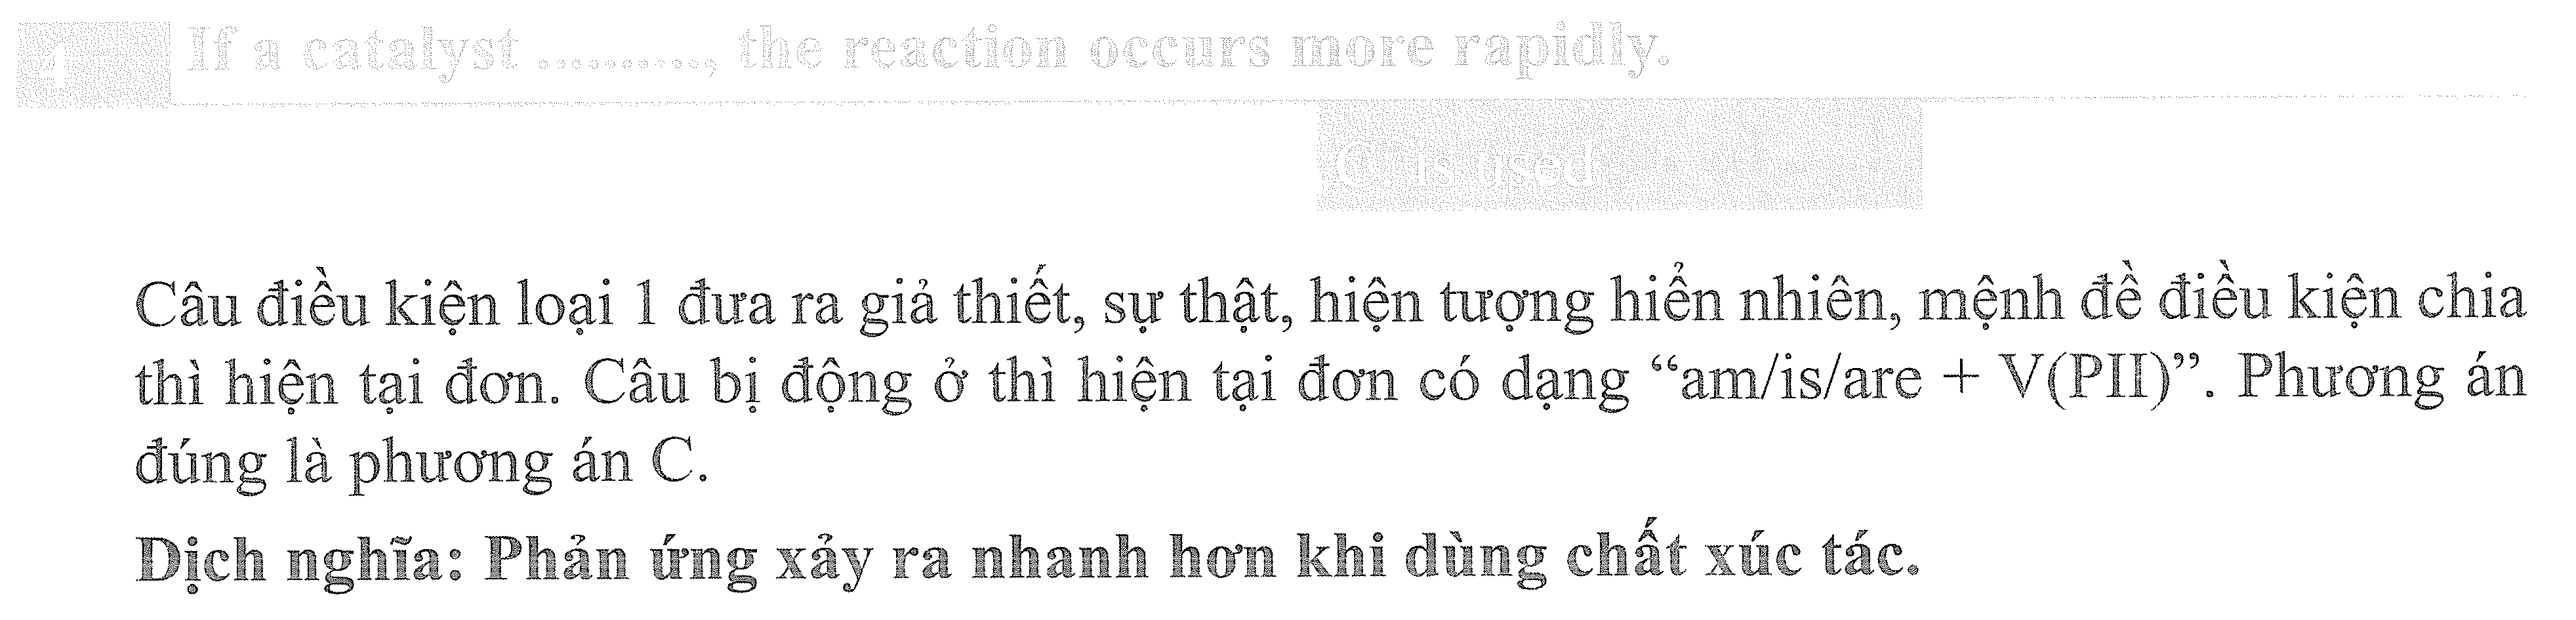 4 If a catalyst .........., the reaction occurs more rapidly.
C. is used
Câu điều kiện loại 1 đưa ra giả thiết, sự thật, hiện tượng hiển nhiên, mệnh đề điều kiện chia
thì hiện tại đơn. Câu bị động ở thì hiện tại đơn có dạng “am/is/are + V(PII)”. Phương án
đúng là phương án C.
Dịch nghĩa: Phản ứng xảy ra nhanh hơn khi dùng chất xúc tác.